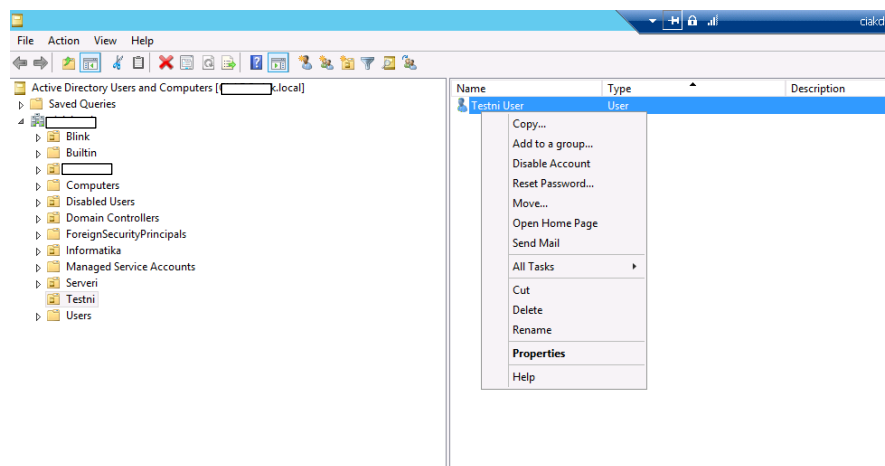 ciakd
File Action View Help
Active Directory Users and Computers [ k.local]
Saved Queries
Blink
Builtin
Computers
Disabled Users
Domain Controllers
ForeignSecurityPrincipals
Informatika
Managed Service Accounts
Serveri
Testni
Users
Name Type Description
Testni User User
Copy...
Add to a group...
Disable Account
Reset Password...
Move...
Open Home Page
Send Mail
All Tasks
Cut
Delete
Rename
Properties
Help